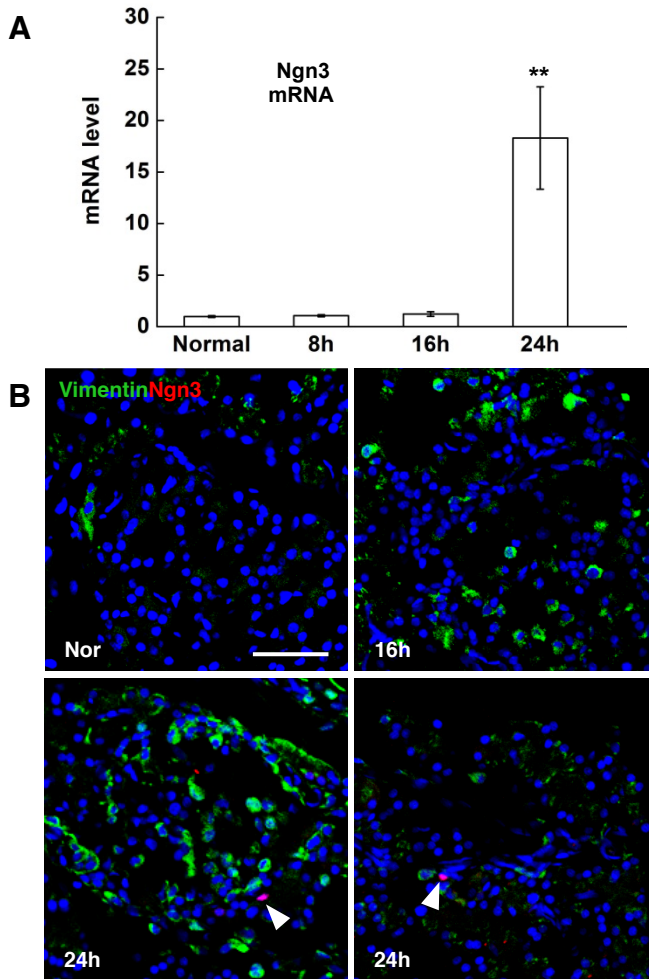 A
30
25
20
15
10
5
0
mRNA level
Ngn3
mRNA
**
Normal 8h 16h 24h
B
VimentinNgn3
Nor
16h
24h
24h